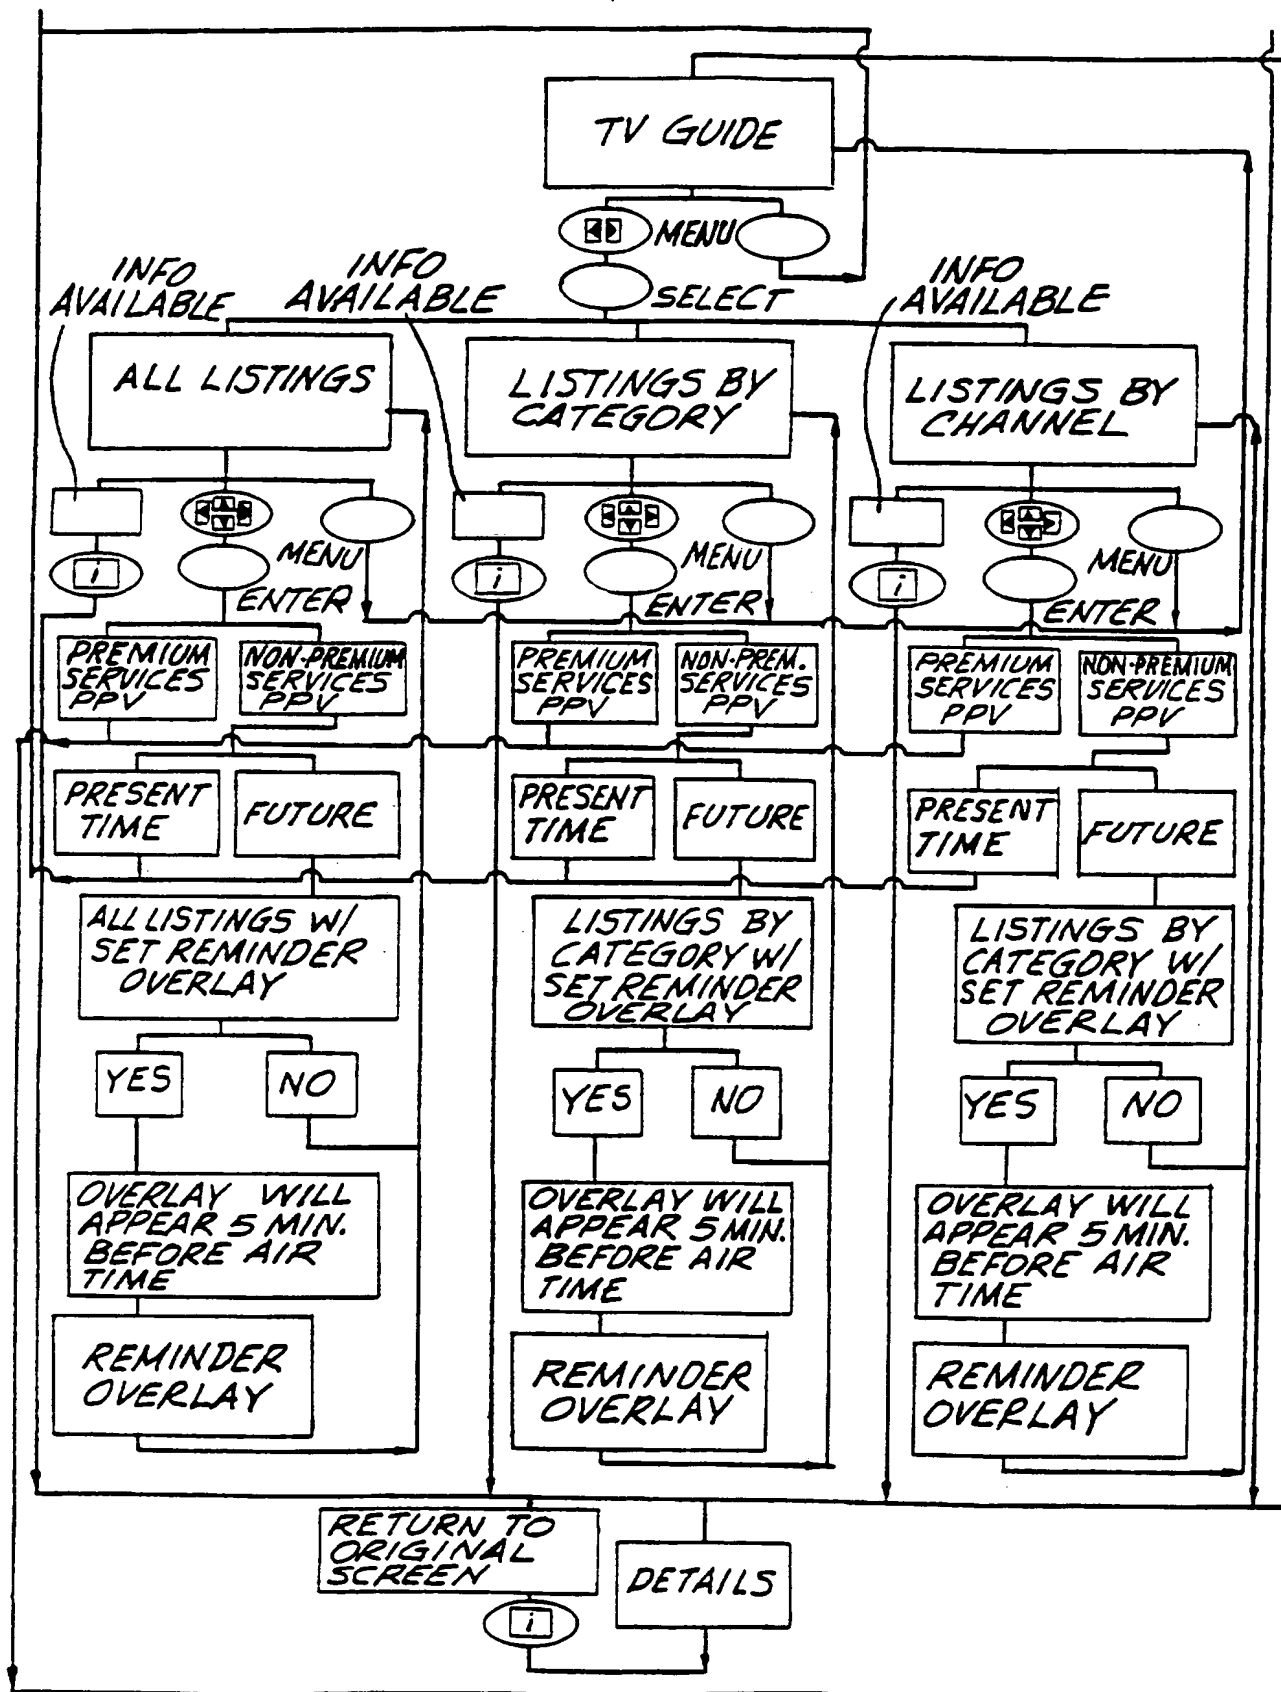 TV GUIDE
MENU
SELECT
INFO
AVAILABLE
INFO
AVAILABLE
INFO
AVAILABLE
ALL LISTINGS
LISTINGS BY
CATEGORY
LISTINGS BY
CHANNEL
i
MENU
ENTER
i
MENU
ENTER
i
MENU
ENTER
PREMIUM
SERVICES
PPV
NON-PREMIUM
SERVICES
PPV
PREMIUM
SERVICES
PPV
NON-PREM.
SERVICES
PPV
PREMIUM
SERVICES
PPV
NON-PREMIUM
SERVICES
PPV
PRESENT
TIME
FUTURE
PRESENT
TIME
FUTURE
PRESENT
TIME
FUTURE
ALL LISTINGS W/
SET REMINDER
OVERLAY
LISTINGS BY
CATEGORY W/
SET REMINDER
OVERLAY
LISTINGS BY
CATEGORY W/
SET REMINDER
OVERLAY
YES
NO
YES
NO
YES
NO
OVERLAY WILL
APPEAR 5 MIN.
BEFORE AIR
TIME
OVERLAY WILL
APPEAR 5 MIN.
BEFORE AIR
TIME
OVERLAY WILL
APPEAR 5 MIN.
BEFORE AIR
TIME
REMINDER
OVERLAY
REMINDER
OVERLAY
REMINDER
OVERLAY
RETURN TO
ORIGINAL
SCREEN
i
DETAILS